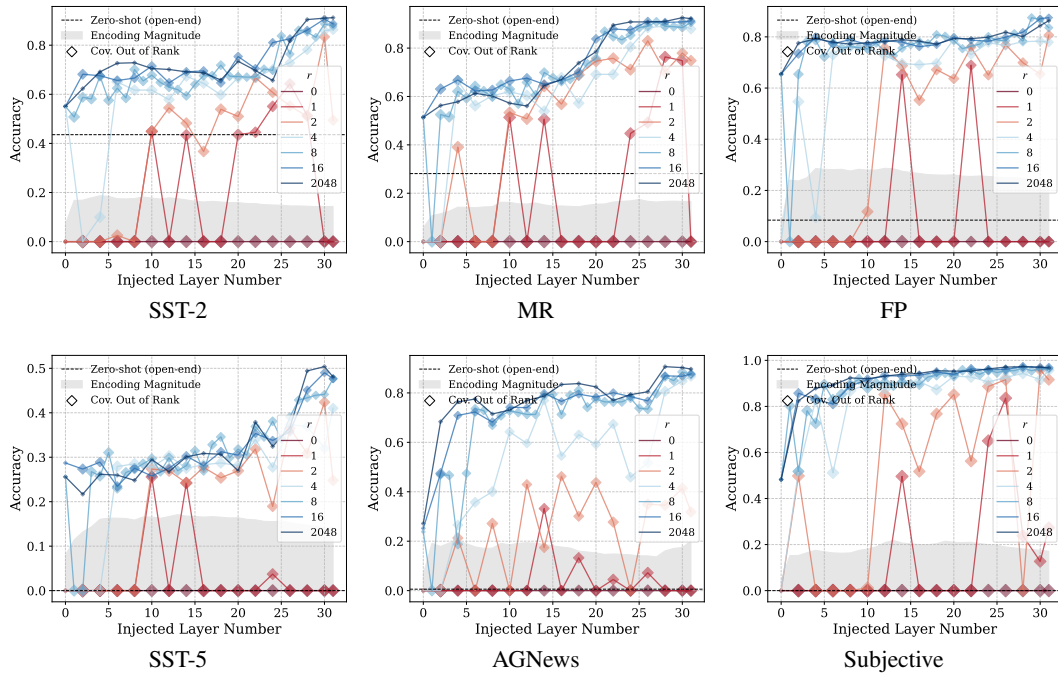 Zero-shot (open-end)
Encoding Magnitude
Cov. Out of Rank
r
0
1
2
4
8
16
2048
Accuracy
0.8
0.6
0.4
0.2
0.0
0 5 10 15 20 25 30
Injected Layer Number
SST-2
Zero-shot (open-end)
Encoding Magnitude
Cov. Out of Rank
r
0
1
2
4
8
16
2048
Accuracy
0.8
0.6
0.4
0.2
0.0
0 5 10 15 20 25 30
Injected Layer Number
MR
Zero-shot (open-end)
Encoding Magnitude
Cov. Out of Rank
r
0
1
2
4
8
16
2048
Accuracy
0.8
0.6
0.4
0.2
0.0
0 5 10 15 20 25 30
Injected Layer Number
FP
Zero-shot (open-end)
Encoding Magnitude
Cov. Out of Rank
r
0
1
2
4
8
16
2048
Accuracy
0.5
0.4
0.3
0.2
0.1
0.0
0 5 10 15 20 25 30
Injected Layer Number
SST-5
Zero-shot (open-end)
Encoding Magnitude
Cov. Out of Rank
r
0
1
2
4
8
16
2048
Accuracy
0.8
0.6
0.4
0.2
0.0
0 5 10 15 20 25 30
Injected Layer Number
AGNews
Zero-shot (open-end)
Encoding Magnitude
Cov. Out of Rank
r
0
1
2
4
8
16
2048
Accuracy
1.0
0.8
0.6
0.4
0.2
0.0
0 5 10 15 20 25 30
Injected Layer Number
Subjective